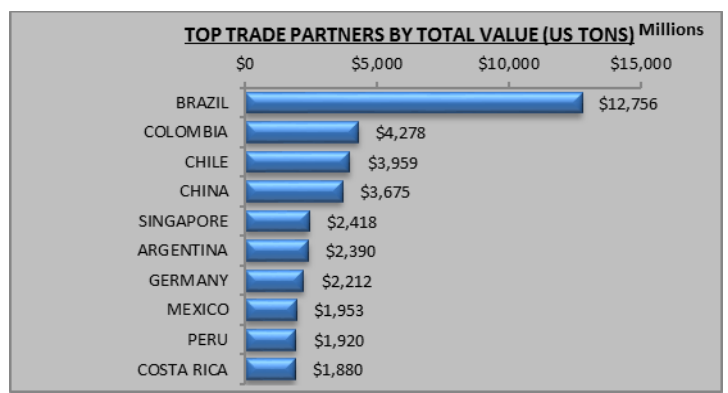 TOP TRADE PARTNERS BY TOTAL VALUE (US TONS) Millions
$0 $5,000 $10,000 $15,000
BRAZIL $12,756
COLOMBIA $4,278
CHILE $3,959
CHINA $3,675
SINGAPORE $2,418
ARGENTINA $2,390
GERMANY $2,212
MEXICO $1,953
PERU $1,920
COSTA RICA $1,880